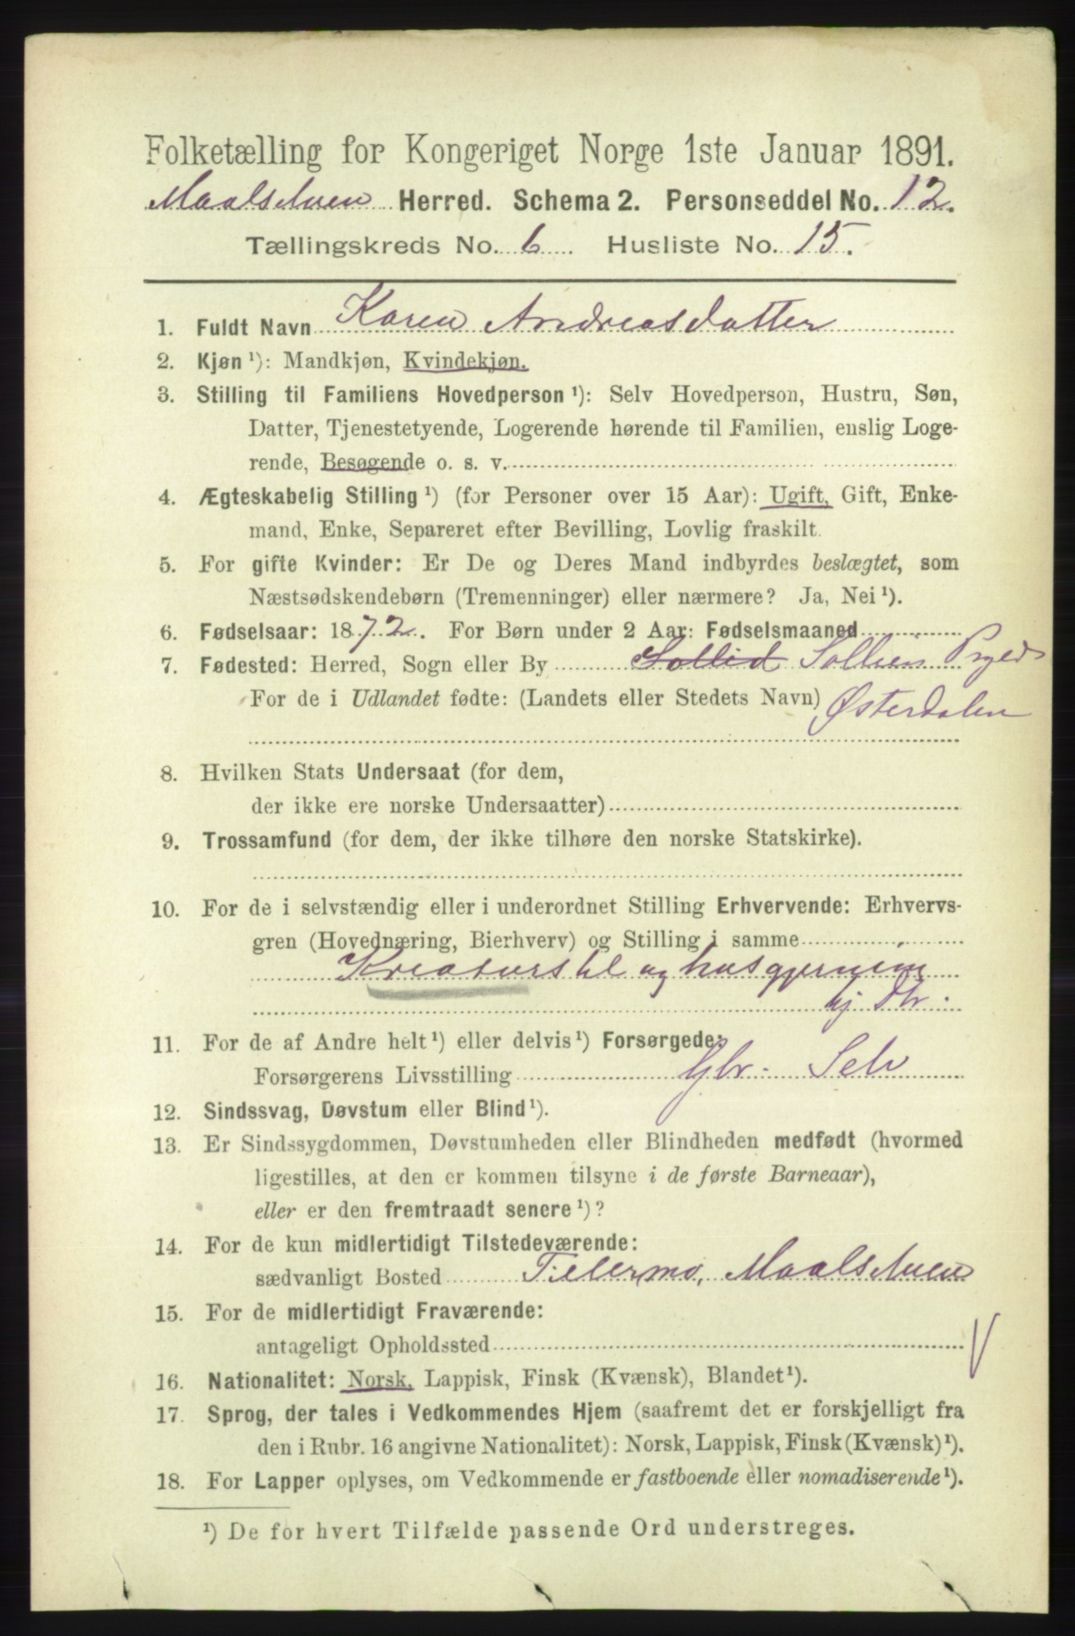 Folketælling for Kongeriget Norge 1ste Januar 1891.
Maalselven Herred. Schema 2. Personseddel No. 12.
Tællingskreds No. 6 Husliste No. 15.
1. Fuldt Navn Karen Andreasdatter
2. Kjøn ¹): Mandkjøn, Kvindekjøn.
3. Stilling til Familiens Hovedperson ¹): Selv Hovedperson, Hustru, Søn,
Datter, Tjenestetyende, Logerende hørende til Familien, enslig Loge-
rende, Besøgende o. s. v.
4. Ægteskabelig Stilling ¹) (for Personer over 15 Aar): Ugift, Gift, Enke-
mand, Enke, Separeret efter Bevilling, Lovlig fraskilt.
5. For gifte Kvinder: Er De og Deres Mand indbyrdes beslægtet, som
Næstsødskendebørn (Tremenninger) eller nærmere? Ja, Nei ¹).
6. Fødselsaar: 1872. For Børn under 2 Aar: Fødselsmaaned
7. Fødested: Herred, Sogn eller By Sollid Solliens Prgjeld
For de i Udlandet fødte: (Landets eller Stedets Navn) Østerdalen
8. Hvilken Stats Undersaat (for dem,
der ikke ere norske Undersaatter)
9. Trossamfund (for dem, der ikke tilhøre den norske Statskirke).
10. For de i selvstændig eller i underordnet Stilling Erhvervende: Erhvervs-
gren (Hovednæring, Bierhverv) og Stilling i samme
Kreaturstel og husgjerning
hj.
11. For de af Andre helt ¹) eller delvis ¹) Forsørgede:
Forsørgerens Livsstilling Gbr. Selv
12. Sindssvag, Døvstum eller Blind ¹).
13. Er Sindssygdommen, Døvstumheden eller Blindheden medfødt (hvormed
ligestilles, at den er kommen tilsyne i de første Barneaar),
eller er den fremtraadt senere ¹)?
14. For de kun midlertidigt Tilstedeværende:
sædvanligt Bosted Fillermo, Maalselven
15. For de midlertidigt Fraværende:
antageligt Opholdssted
16. Nationalitet: Norsk, Lappisk, Finsk (Kvænsk), Blandet ¹).
17. Sprog, der tales i Vedkommendes Hjem (saafremt det er forskjelligt fra
den i Rubr. 16 angivne Nationalitet): Norsk, Lappisk, Finsk (Kvænsk) ¹).
18. For Lapper oplyses, om Vedkommende er fastboende eller nomadiserende ¹).
¹) De for hvert Tilfælde passende Ord understreges.